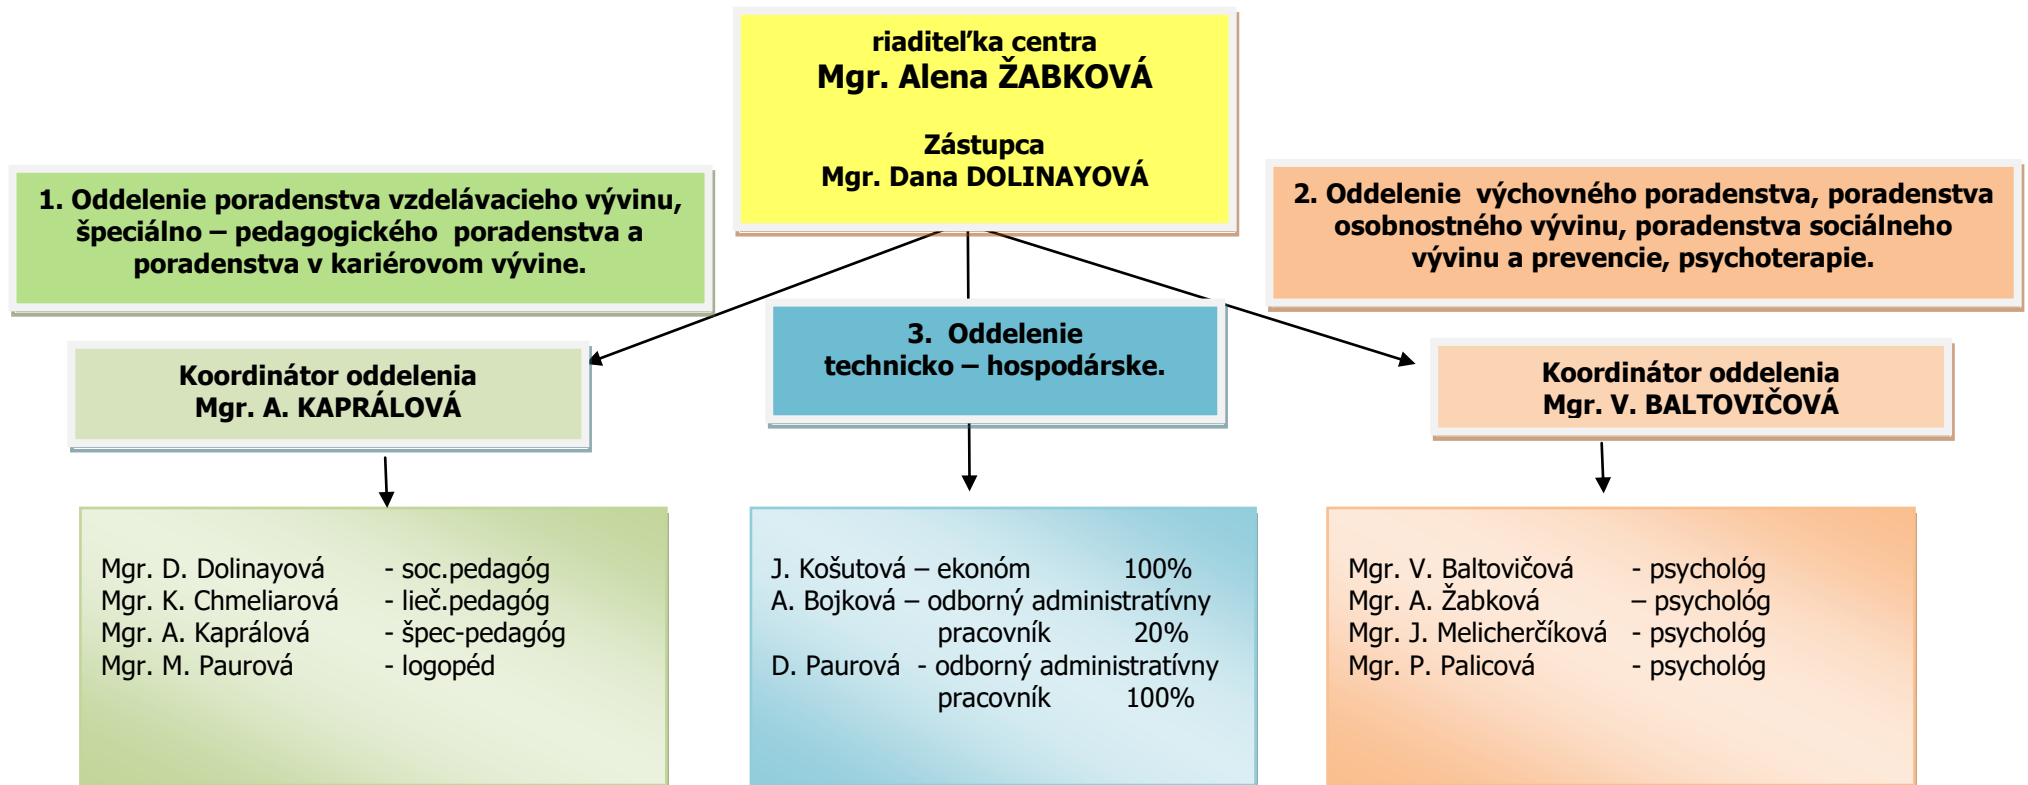 riaditeľka centra
Mgr. Alena ŽABKOVÁ
Zástupca
Mgr. Dana DOLINAYOVÁ
1. Oddelenie poradenstva vzdelávacieho vývinu,
špeciálno – pedagogického poradenstva a
poradenstva v kariérovom vývine.
2. Oddelenie výchovného poradenstva, poradenstva
osobnostného vývinu, poradenstva sociálneho
vývinu a prevencie, psychoterapie.
3. Oddelenie
technicko – hospodárske.
Koordinátor oddelenia
Mgr. A. KAPRÁLOVÁ
Koordinátor oddelenia
Mgr. V. BALTOVIČOVÁ
Mgr. D. Dolinayová - soc.pedagóg
Mgr. K. Chmeliarová - lieč.pedagóg
Mgr. A. Kaprálová - špec-pedagóg
Mgr. M. Paurová - logopéd
J. Košutová – ekonóm 100%
A. Bojková – odborný administratívny
pracovník 20%
D. Paurová - odborný administratívny
pracovník 100%
Mgr. V. Baltovičová - psychológ
Mgr. A. Žabková – psychológ
Mgr. J. Melicherčíková - psychológ
Mgr. P. Palicová - psychológ